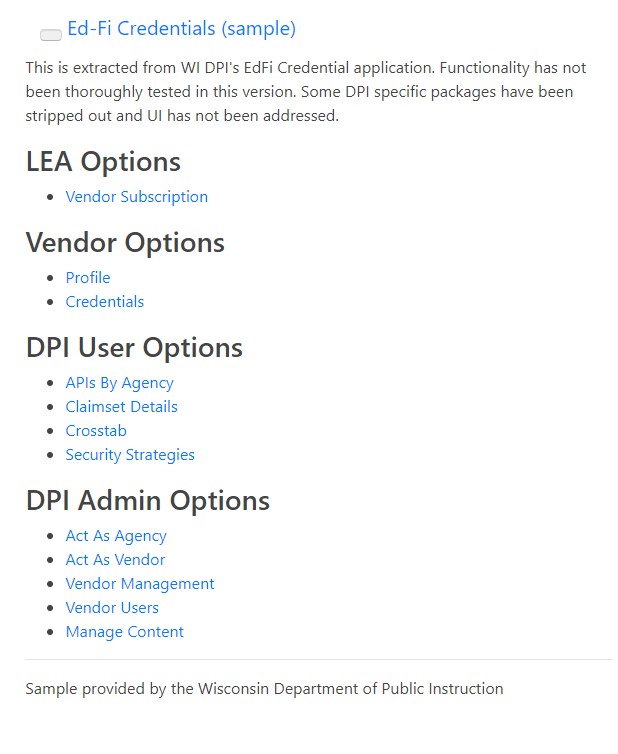 Ed-Fi Credentials (sample)
This is extracted from WI DPI's EdFi Credential application. Functionality has not
been thoroughly tested in this version. Some DPI specific packages have been
stripped out and UI has not been addressed.
LEA Options
• Vendor Subscription
Vendor Options
• Profile
• Credentials
DPI User Options
• APIs By Agency
• Claimset Details
• Crosstab
• Security Strategies
DPI Admin Options
• Act As Agency
• Act As Vendor
• Vendor Management
• Vendor Users
• Manage Content
Sample provided by the Wisconsin Department of Public Instruction